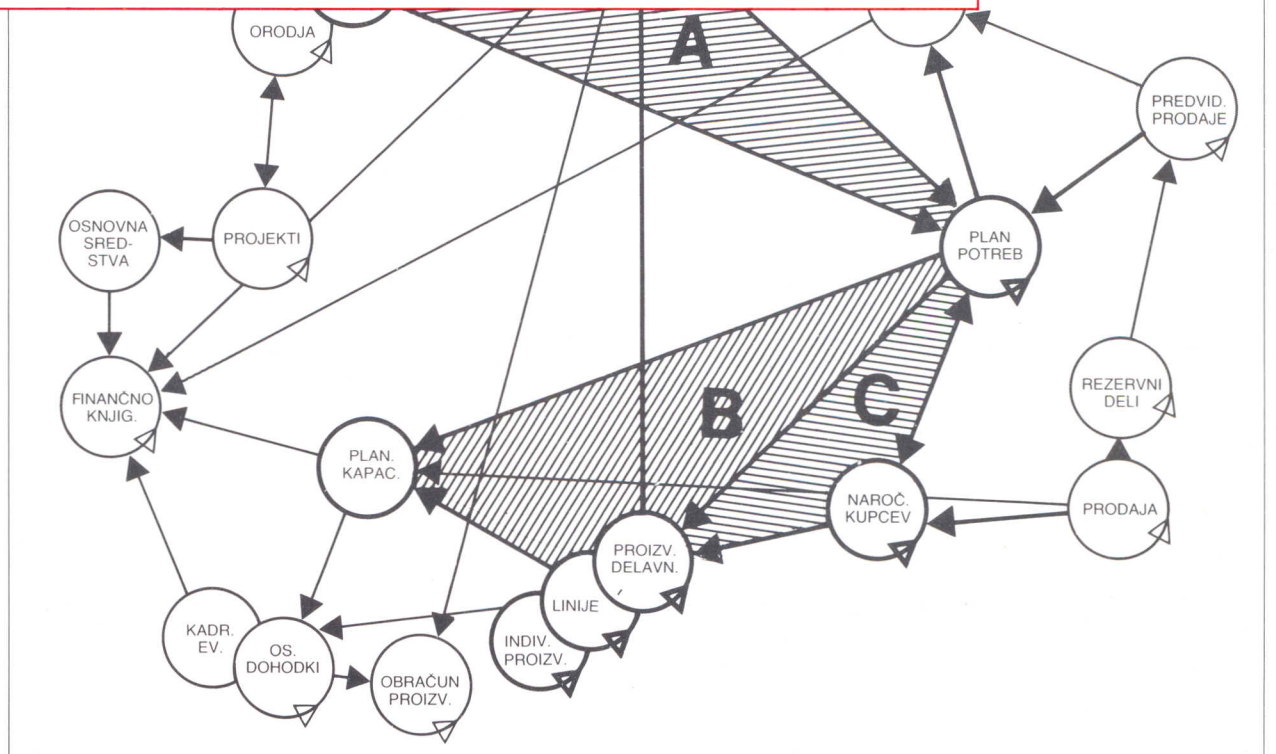 ORODJA
A
PREDVID.
PRODAJE
OSNOVNA
SRED-
STVA
PROJEKTI
PLAN
POTREB
FINANČNO
KNJIG.
B
C
REZERVNI
DELI
PLAN.
KAPAC.
NAROČ.
KUPCEV
PRODAJA
PROIZV.
DELAVN.
LINIJE
INDIV.
PROIZV.
KADR.
EV.
OS.
DOHODKI
OBRAČUN
PROIZV.